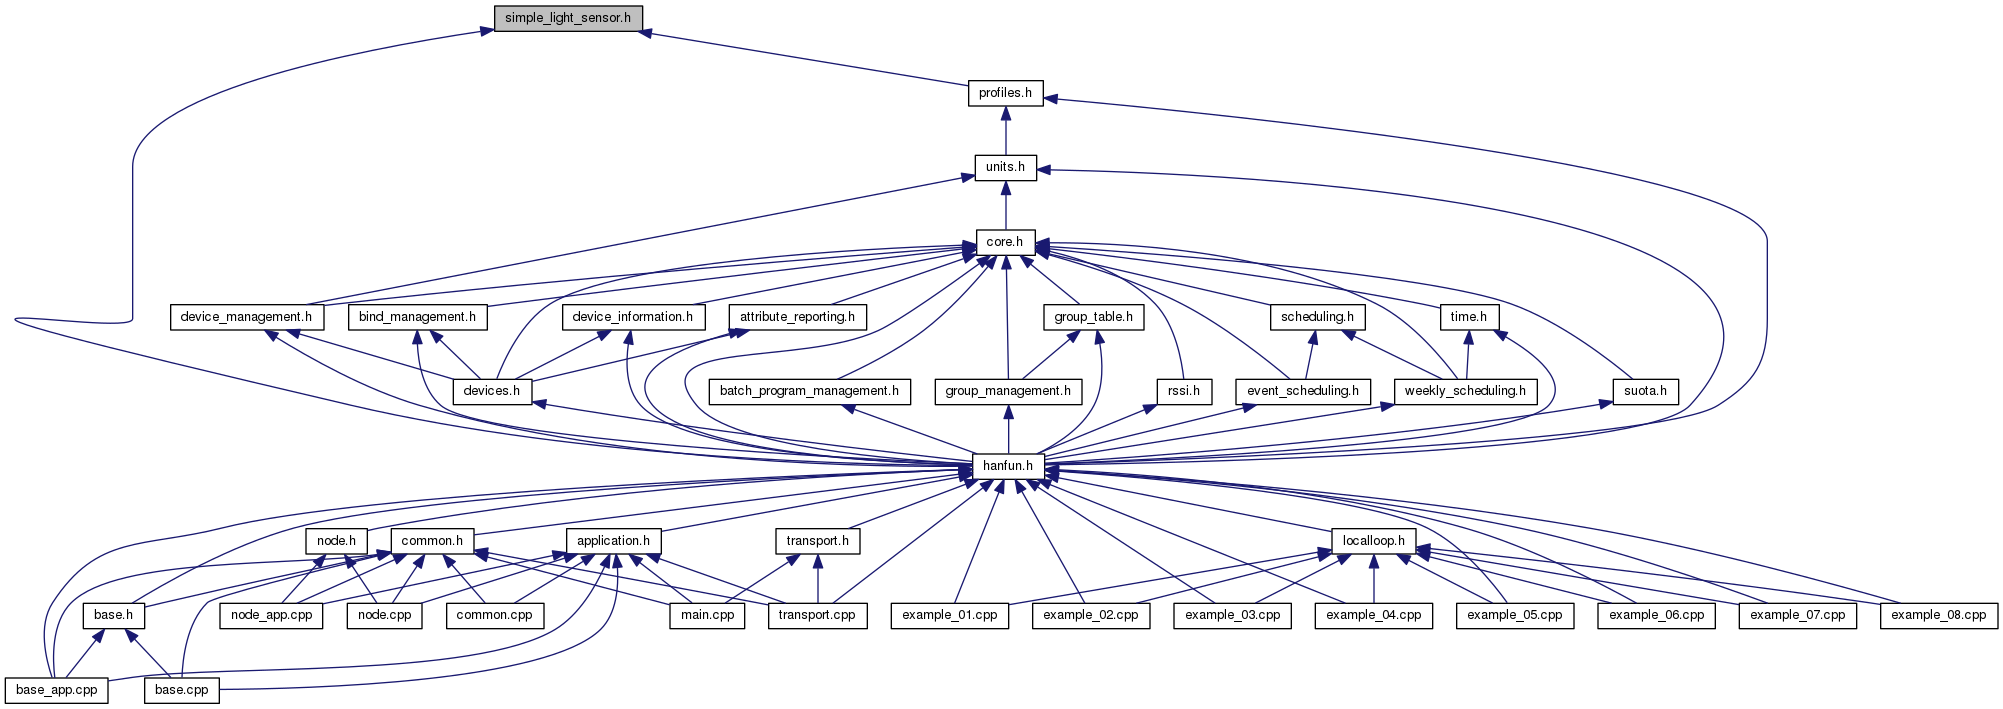 simple_light_sensor.h
profiles.h
units.h
core.h
device_management.h
bind_management.h
device_information.h
attribute_reporting.h
group_table.h
scheduling.h
time.h
devices.h
batch_program_management.h
group_management.h
rssi.h
event_scheduling.h
weekly_scheduling.h
suota.h
hanfun.h
node.h
common.h
application.h
transport.h
localloop.h
base.h
node_app.cpp
node.cpp
common.cpp
main.cpp
transport.cpp
example_01.cpp
example_02.cpp
example_03.cpp
example_04.cpp
example_05.cpp
example_06.cpp
example_07.cpp
example_08.cpp
base_app.cpp
base.cpp